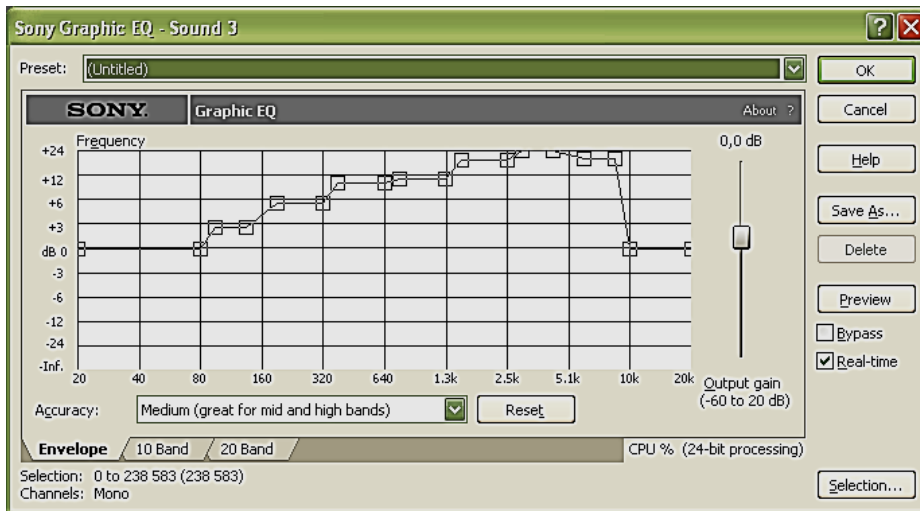 Sony Graphic EQ - Sound 3
Preset: (Untitled)
OK
SONY. Graphic EQ About ?
Cancel
Frequency
0,0 dB
Help
+24
+12
+6
+3
dB 0
-3
-6
-12
-24
-Inf.
20 40 80 160 320 640 1.3k 2.5k 5.1k 10k 20k
Output gain
(-60 to 20 dB)
Save As...
Delete
Preview
Bypass
Real-time
Accuracy: Medium (great for mid and high bands) Reset
Envelope 10 Band 20 Band CPU % (24-bit processing)
Selection: 0 to 238 583 (238 583)
Channels: Mono
Selection...